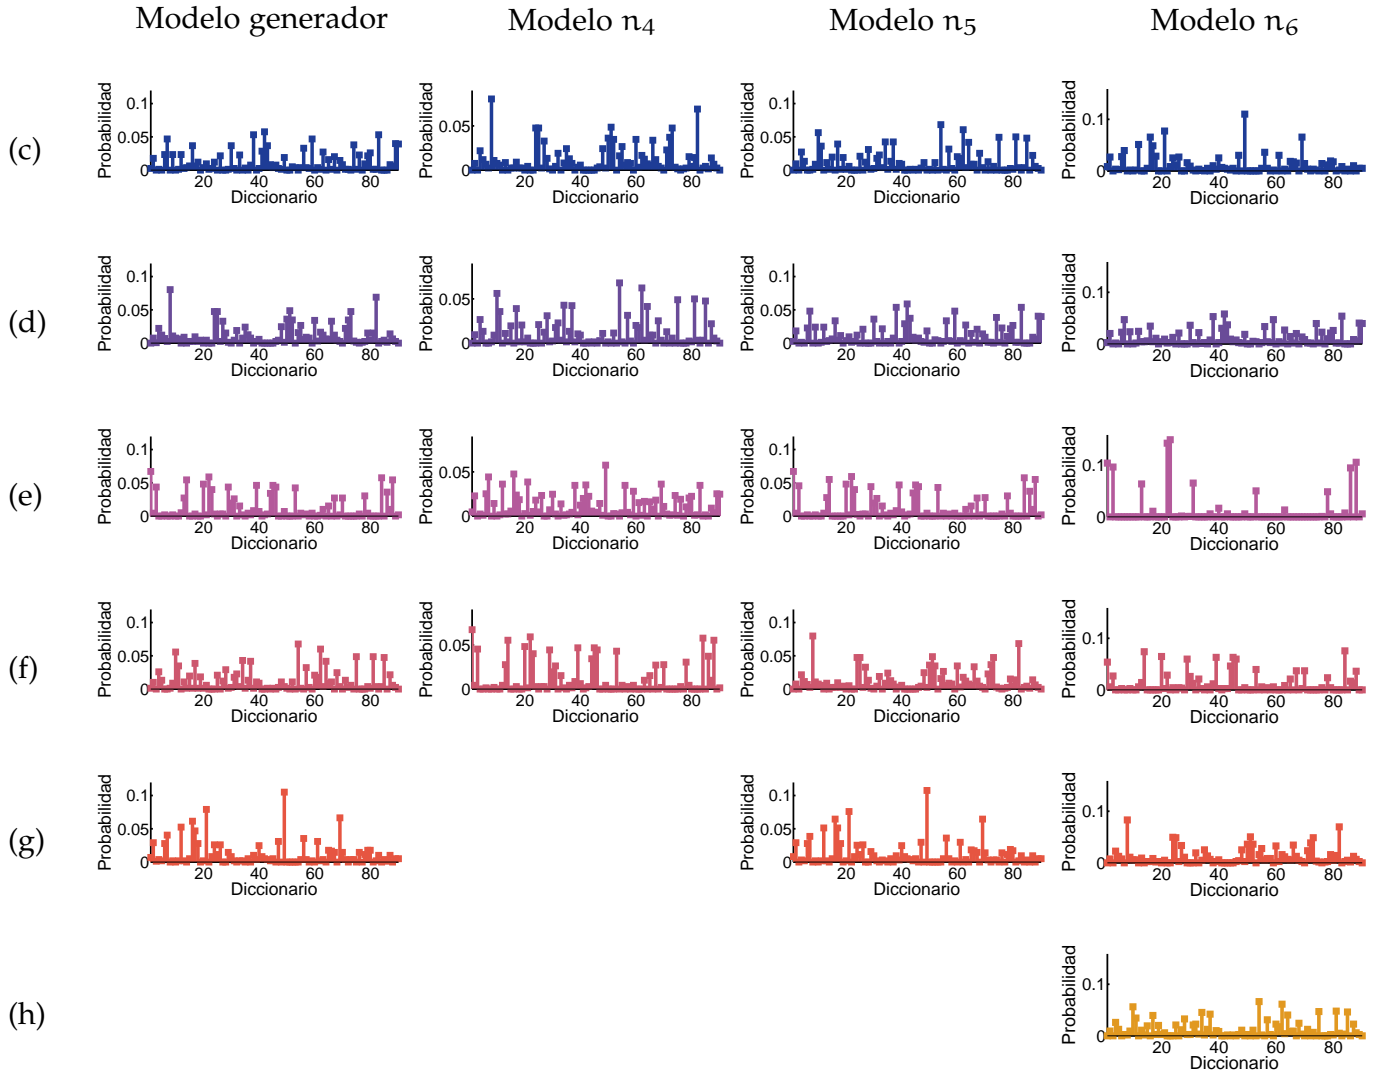 Modelo generador Modelo n4 Modelo n5 Modelo n6
(c)
Probabilidad 0.1 0.05 0 20 40 60 80 Diccionario
Probabilidad 0.05 0 20 40 60 80 Diccionario
Probabilidad 0.1 0.05 0 20 40 60 80 Diccionario
Probabilidad 0.1 0 20 40 60 80 Diccionario
(d)
Probabilidad 0.1 0.05 0 20 40 60 80 Diccionario
Probabilidad 0.05 0 20 40 60 80 Diccionario
Probabilidad 0.1 0.05 0 20 40 60 80 Diccionario
Probabilidad 0.1 0 20 40 60 80 Diccionario
(e)
Probabilidad 0.1 0.05 0 20 40 60 80 Diccionario
Probabilidad 0.05 0 20 40 60 80 Diccionario
Probabilidad 0.1 0.05 0 20 40 60 80 Diccionario
Probabilidad 0.1 0 20 40 60 80 Diccionario
(f)
Probabilidad 0.1 0.05 0 20 40 60 80 Diccionario
Probabilidad 0.05 0 20 40 60 80 Diccionario
Probabilidad 0.1 0.05 0 20 40 60 80 Diccionario
Probabilidad 0.1 0 20 40 60 80 Diccionario
(g)
Probabilidad 0.1 0.05 0 20 40 60 80 Diccionario
Probabilidad 0.1 0.05 0 20 40 60 80 Diccionario
Probabilidad 0.1 0 20 40 60 80 Diccionario
(h)
Probabilidad 0.1 0 20 40 60 80 Diccionario